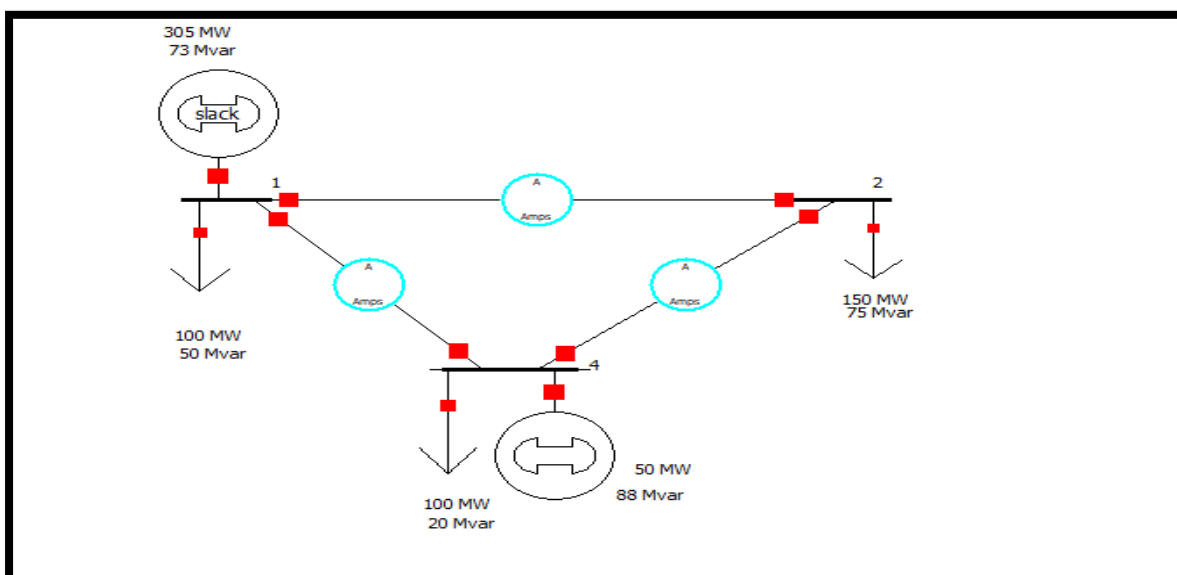 305 MW
73 Mvar
slack
1
2
A
Amps
A
Amps
A
Amps
150 MW
75 Mvar
100 MW
50 Mvar
4
50 MW
88 Mvar
100 MW
20 Mvar